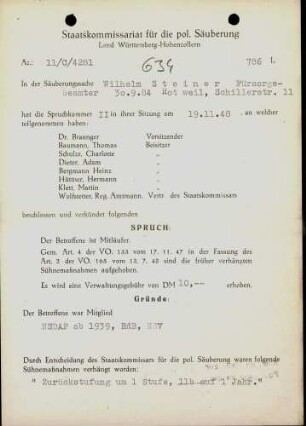 Staatskommissariat für die pol. Säuberung
Land Württemberg-Hohenzollern
Nr.: 11/C/4281 634 786 L
In der Säuberungssache Wilhelm Steiner Fürsorge-
beamter 30.9.84 Rotweil, Schillerstr. 11
hat die Spruchkammer II in ihrer Sitzung am 19.11.48 an welcher
teilgenommen haben:
Dr. Braunger Vorsitzender
Baumann, Thomas Beisitzer
Schulze, Charlotte "
Dieter, Adam "
Bergmann Heinz "
Hüttner, Hermann "
Klett, Martin "
Wolfstetter, Reg. Amtmann, Vertr. des Staatskommissars
beschlossen und verkündet folgenden
SPRUCH:
Der Betroffene ist Mitläufer.
Gem. Art. 4 der VO. 133 vom 17. 11. 47 in der Fassung des
Art. 2 der VO. 165 vom 13. 7. 48 sind die früher verhängten
Sühnemaßnahmen aufgehoben.
Es wird eine Verwaltungsgebühr von DM 10,-- erhoben.
Gründe:
Der Betroffene war Mitglied
NSDAP ab 1939, RdB, NSV
Durch Entscheidung des Staatskommissars für die pol. Säuberung waren folgende
Sühnemaßnahmen verhängt worden:
" Zurückstufung um 1 Stufe, 11b auf 1 Jahr."